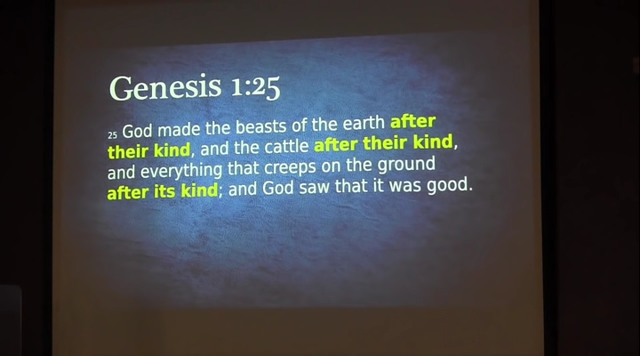 Genesis 1:25
25 God made the beasts of the earth after
their kind, and the cattle after their kind,
and everything that creeps on the ground
after its kind; and God saw that it was good.